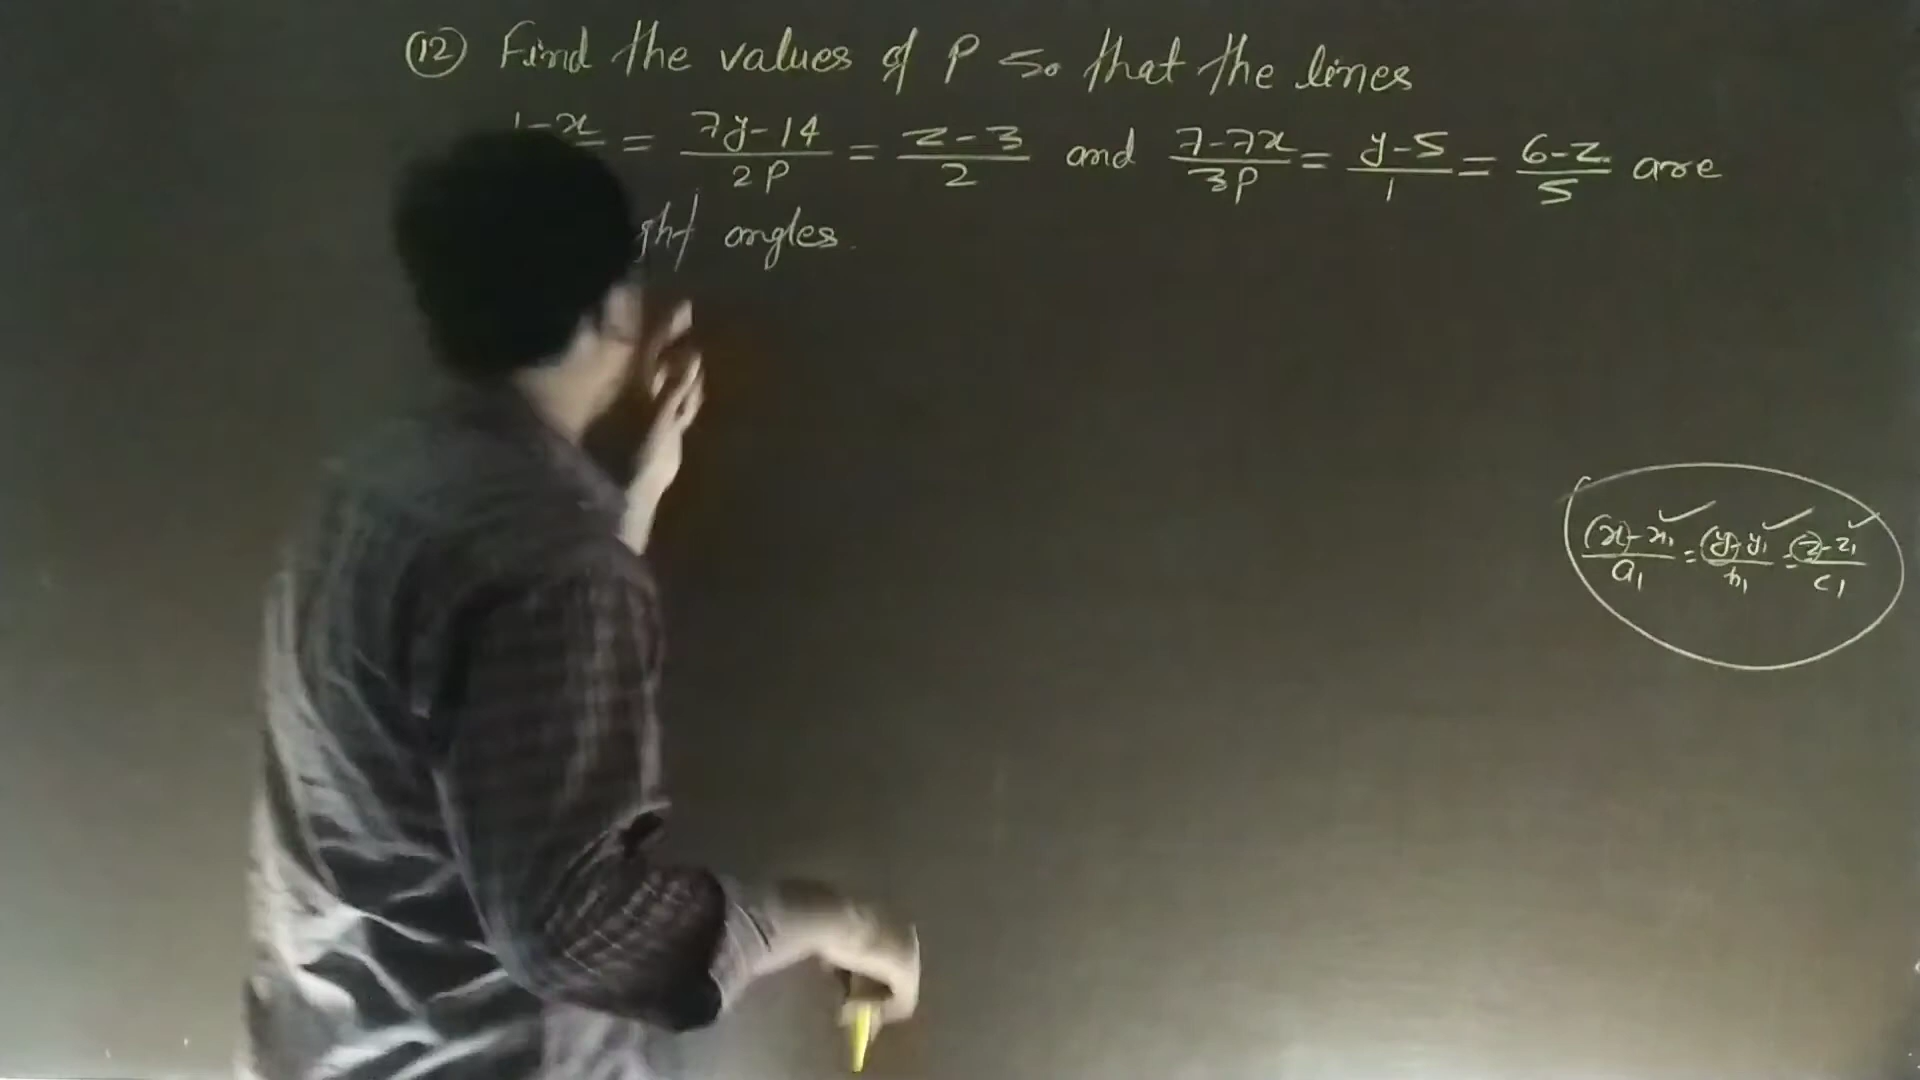 (12) Find the values of P so that the lines
1-x = 7y-14/2P = z-3/2 and 7-7x/3P = y-5/1 = 6-z/5 are
angles.
(x)-x₁/a₁ = (y)-y₁/b₁ = (z)-z₁/c₁